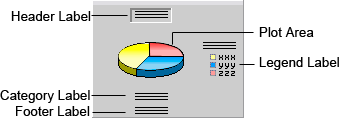 Header Label
Plot Area
xxx
yyy
zzz
Legend Label
Category Label
Footer Label